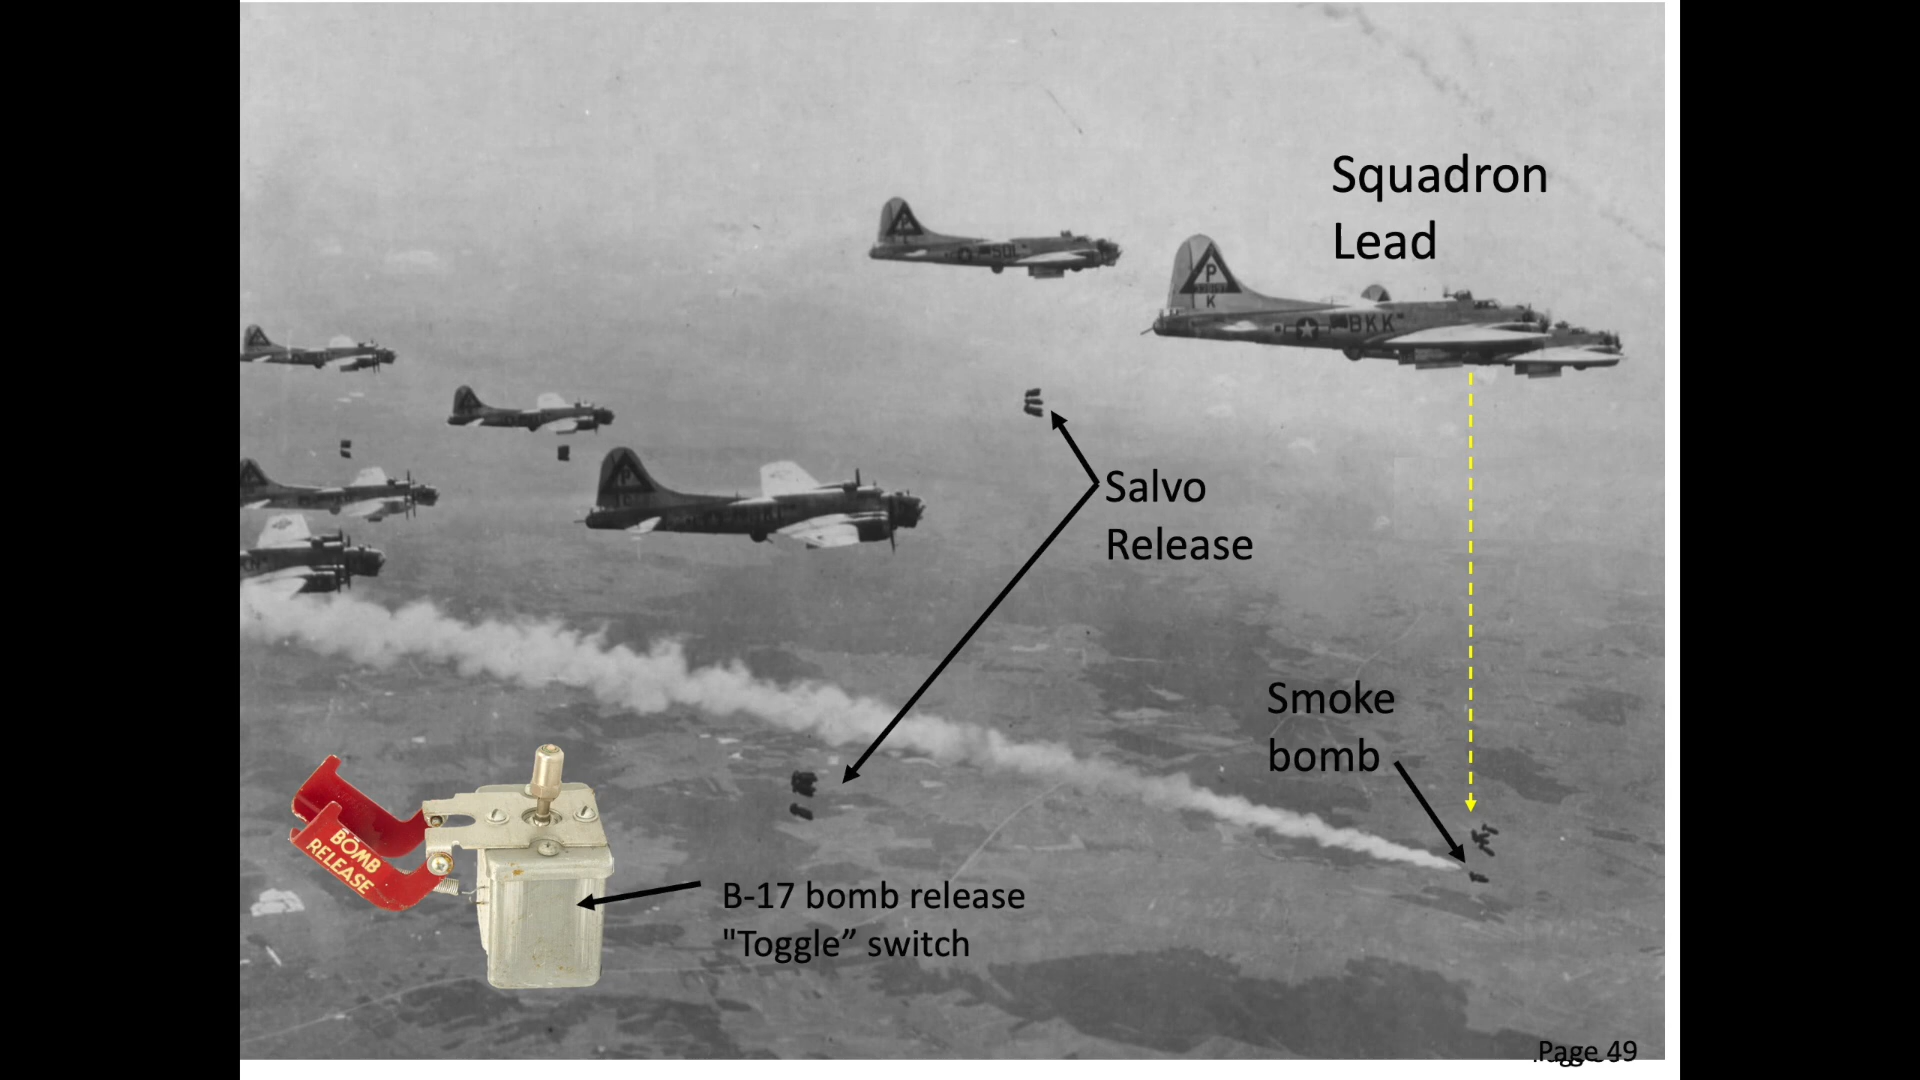 Squadron
Lead
P
K
BKK
Salvo
Release
Smoke
bomb
BOMB
RELEASE
B-17 bomb release
"Toggle” switch
Page 49